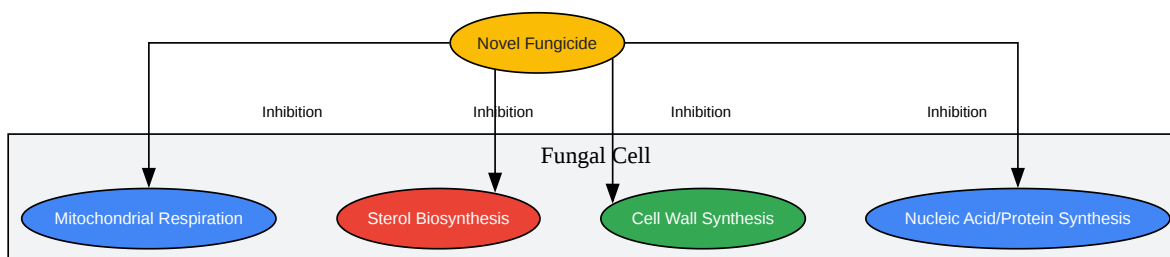 Novel Fungicide
Inhibition
Inhibition
Inhibition
Inhibition
Fungal Cell
Mitochondrial Respiration
Sterol Biosynthesis
Cell Wall Synthesis
Nucleic Acid/Protein Synthesis